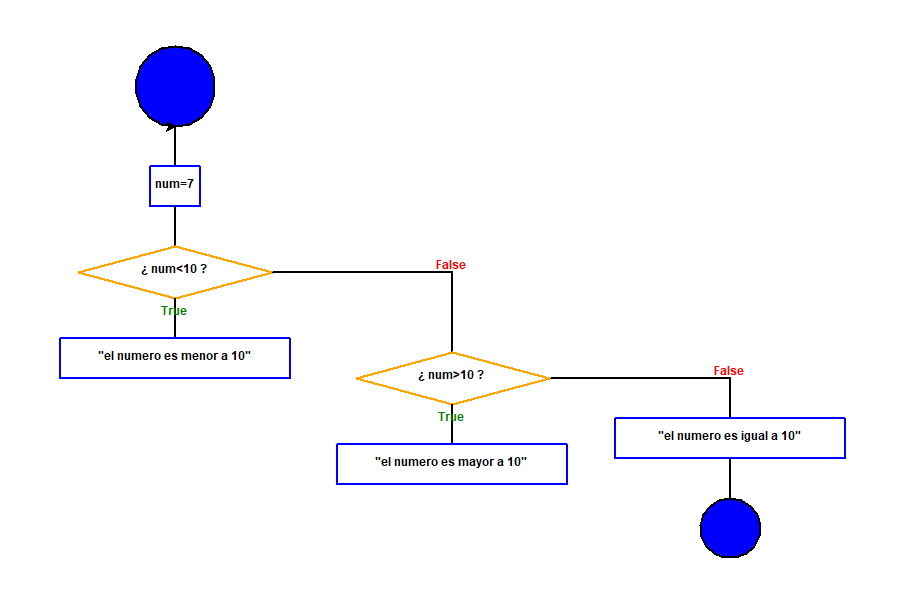 num=7
¿ num<10 ?
False
True
"el numero es menor a 10"
¿ num>10 ?
False
True
"el numero es mayor a 10"
"el numero es igual a 10"